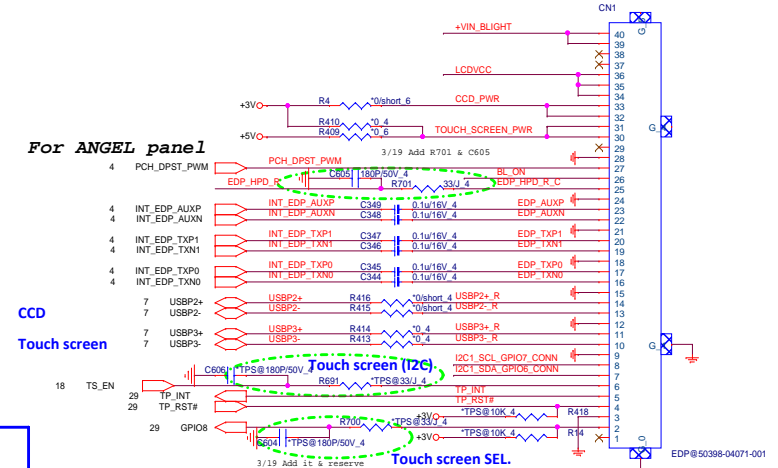 CN1
+VIN_BLIGHT
40
39
38
37
LCDVCC
36
35
34
+3V R4 *0/short_6 CCD_PWR 33
32
R410 *0_4
+5V R409 *0_6 TOUCH_SCREEN_PWR 31
30
29
For ANGEL panel
3/19 Add R701 & C605
28
4 PCH_DPST_PWM PCH_DPST_PWM 27
C605 180P/50V_4 BL_ON 26
EDP_HPD_R R701 33/J_4 EDP_HPD_R_C 25
24
4 INT_EDP_AUXP INT_EDP_AUXP C349 0.1u/16V_4 EDP_AUXP 23
4 INT_EDP_AUXN INT_EDP_AUXN C348 0.1u/16V_4 EDP_AUXN 22
21
4 INT_EDP_TXP1 INT_EDP_TXP1 C347 0.1u/16V_4 EDP_TXP1 20
4 INT_EDP_TXN1 INT_EDP_TXN1 C346 0.1u/16V_4 EDP_TXN1 19
18
4 INT_EDP_TXP0 INT_EDP_TXP0 C345 0.1u/16V_4 EDP_TXP0 17
4 INT_EDP_TXN0 INT_EDP_TXN0 C344 0.1u/16V_4 EDP_TXN0 16
15
CCD
7 USBP2+ USBP2+ R416 *0/short_4 USBP2+_R 14
7 USBP2- USBP2- R415 *0/short_4 USBP2-_R 13
12
Touch screen
7 USBP3+ USBP3+ R414 *0_4 USBP3+_R 11
7 USBP3- USBP3- R413 *0_4 USBP3-_R 10
9
Touch screen (I2C)
I2C1_SCL_GPIO7_CONN 8
C606 *TPS@180P/50V_4 I2C1_SDA_GPIO6_CONN 7
18 TS_EN R691 *TPS@33/J_4 6
29 TP_INT TP_INT 5
29 TP_RST# TP_RST# 4
+3V *TPS@10K_4 R418 3
29 GPIO8 R700 *TPS@33/J_4 2
C604 *TPS@180P/50V_4 +3V *TPS@10K_4 R14 1
3/19 Add it & reserve
Touch screen SEL.
G_0
EDP@50398-04071-001